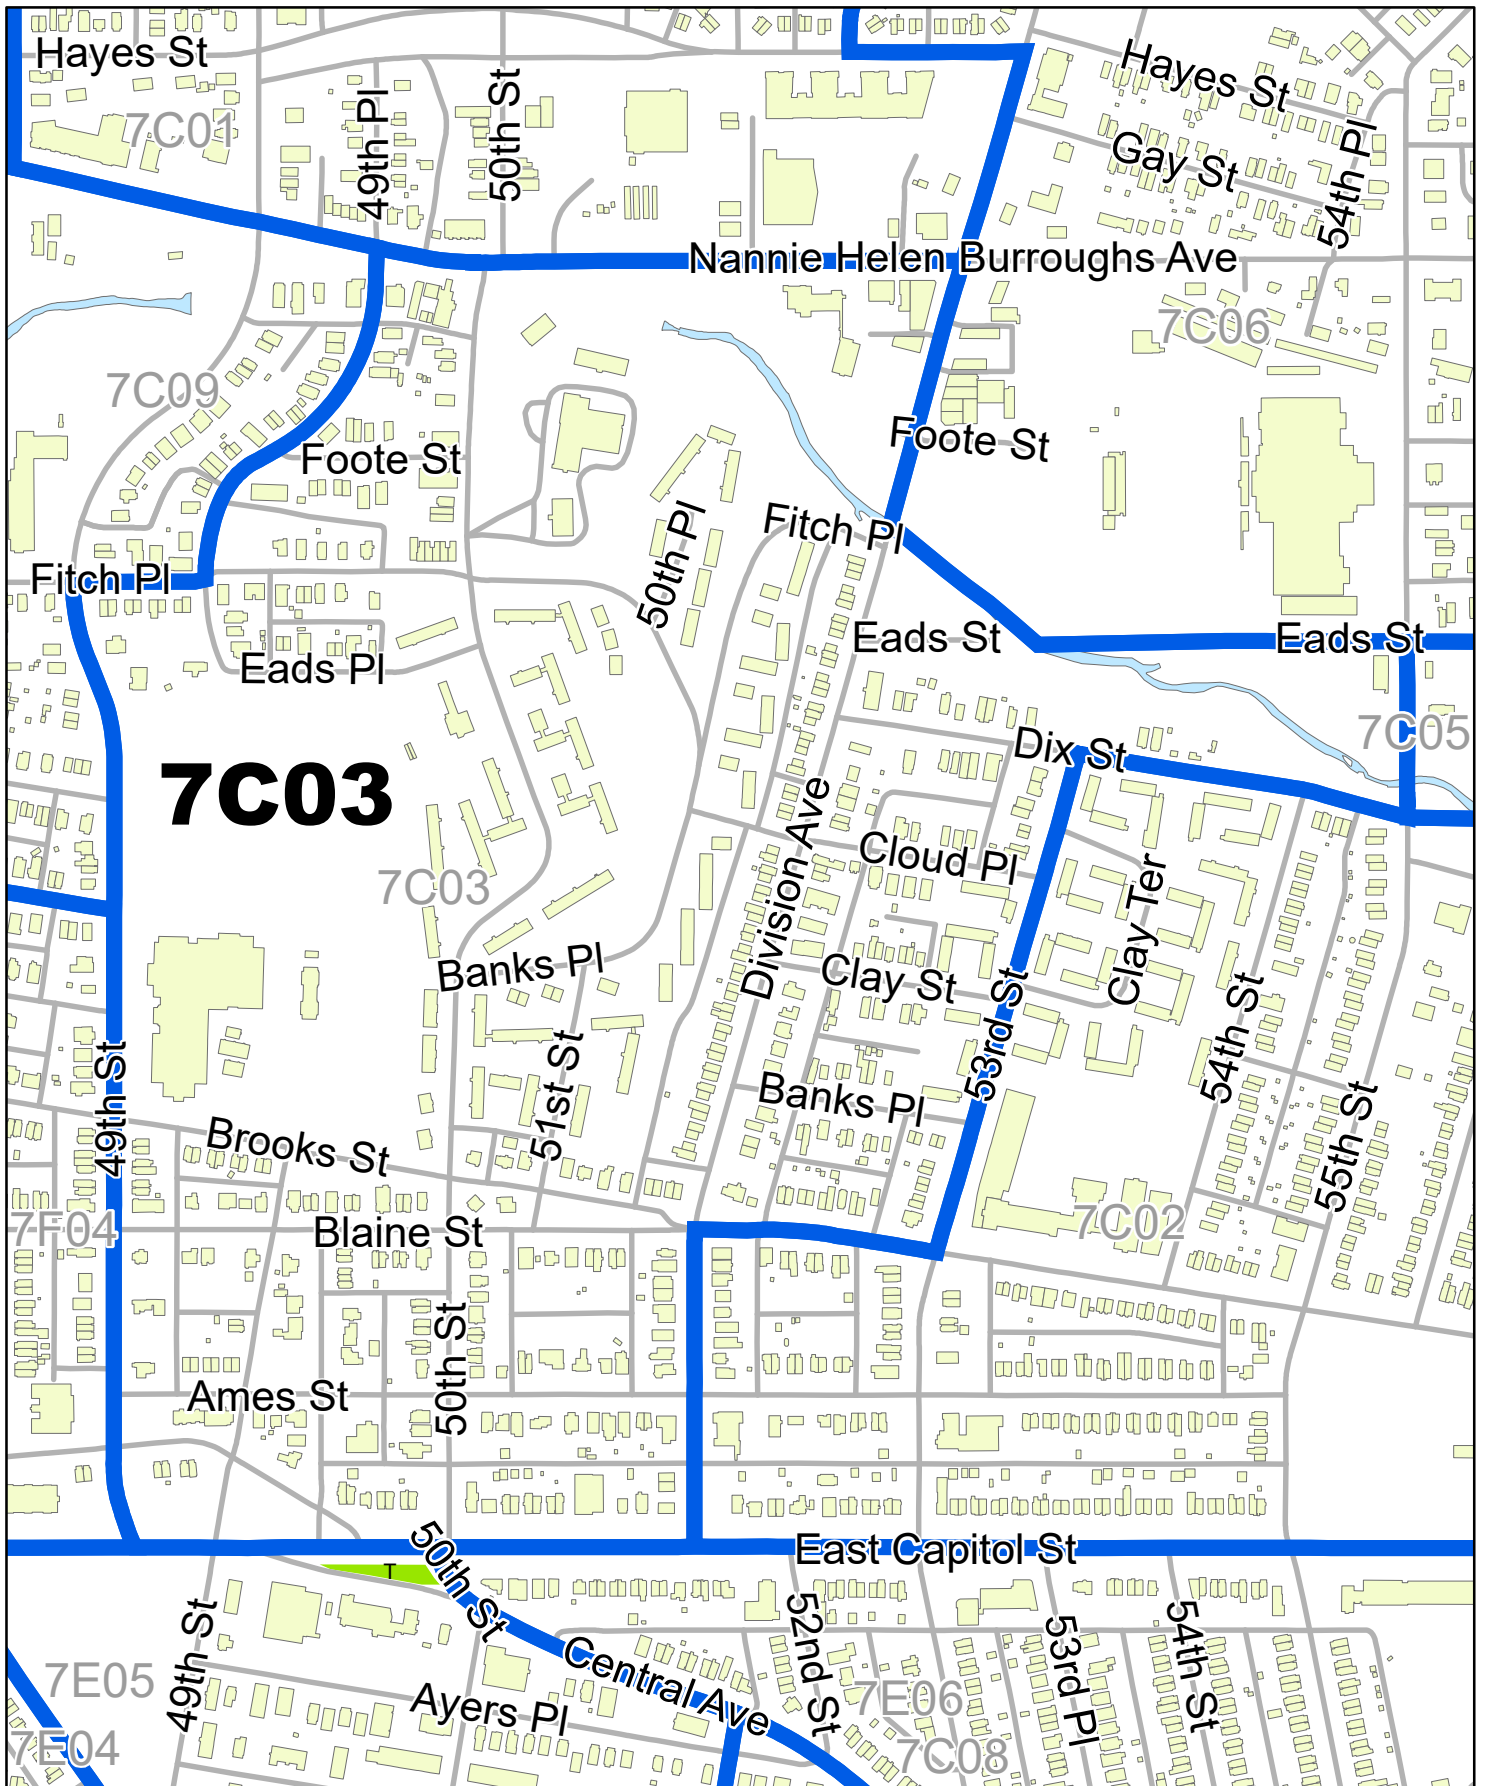 Hayes St
Hayes St
7C01
49th Pl
50th St
Gay St
54th Pl
Nannie Helen Burroughs Ave
7C06
7C09
Foote St
Foote St
Fitch Pl
50th Pl
Fitch Pl
Eads St
Eads St
Eads Pl
7C05
Dix St
7C03
Division Ave
Cloud Pl
7C03
Clay Ter
Banks Pl
Clay St
53rd St
54th St
49th St
51st St
Banks Pl
55th St
Brooks St
7F04
Blaine St
7C02
50th St
Ames St
East Capitol St
50th St
T
49th St
52nd St
53rd Pl
54th St
Central Ave
7E05
7E06
Ayers Pl
7E04
7C08